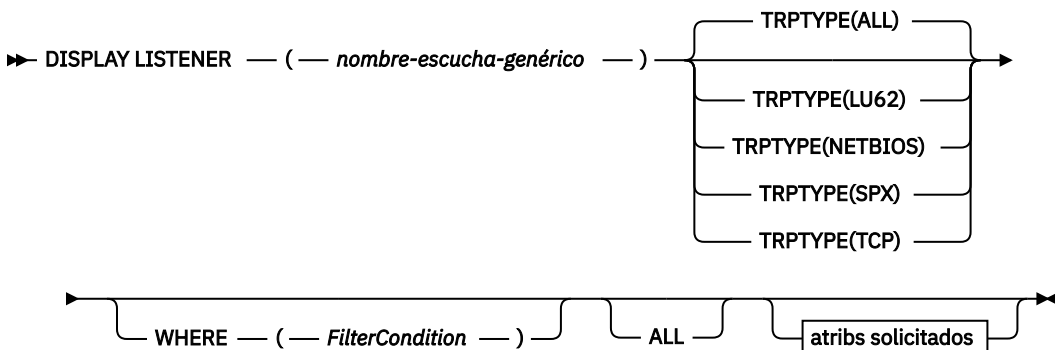 TRPTYPE(ALL)
DISPLAY LISTENER ( nombre-escucha-genérico )
TRPTYPE(LU62)
TRPTYPE(NETBIOS)
TRPTYPE(SPX)
TRPTYPE(TCP)
WHERE ( FilterCondition ) ALL atribs solicitados